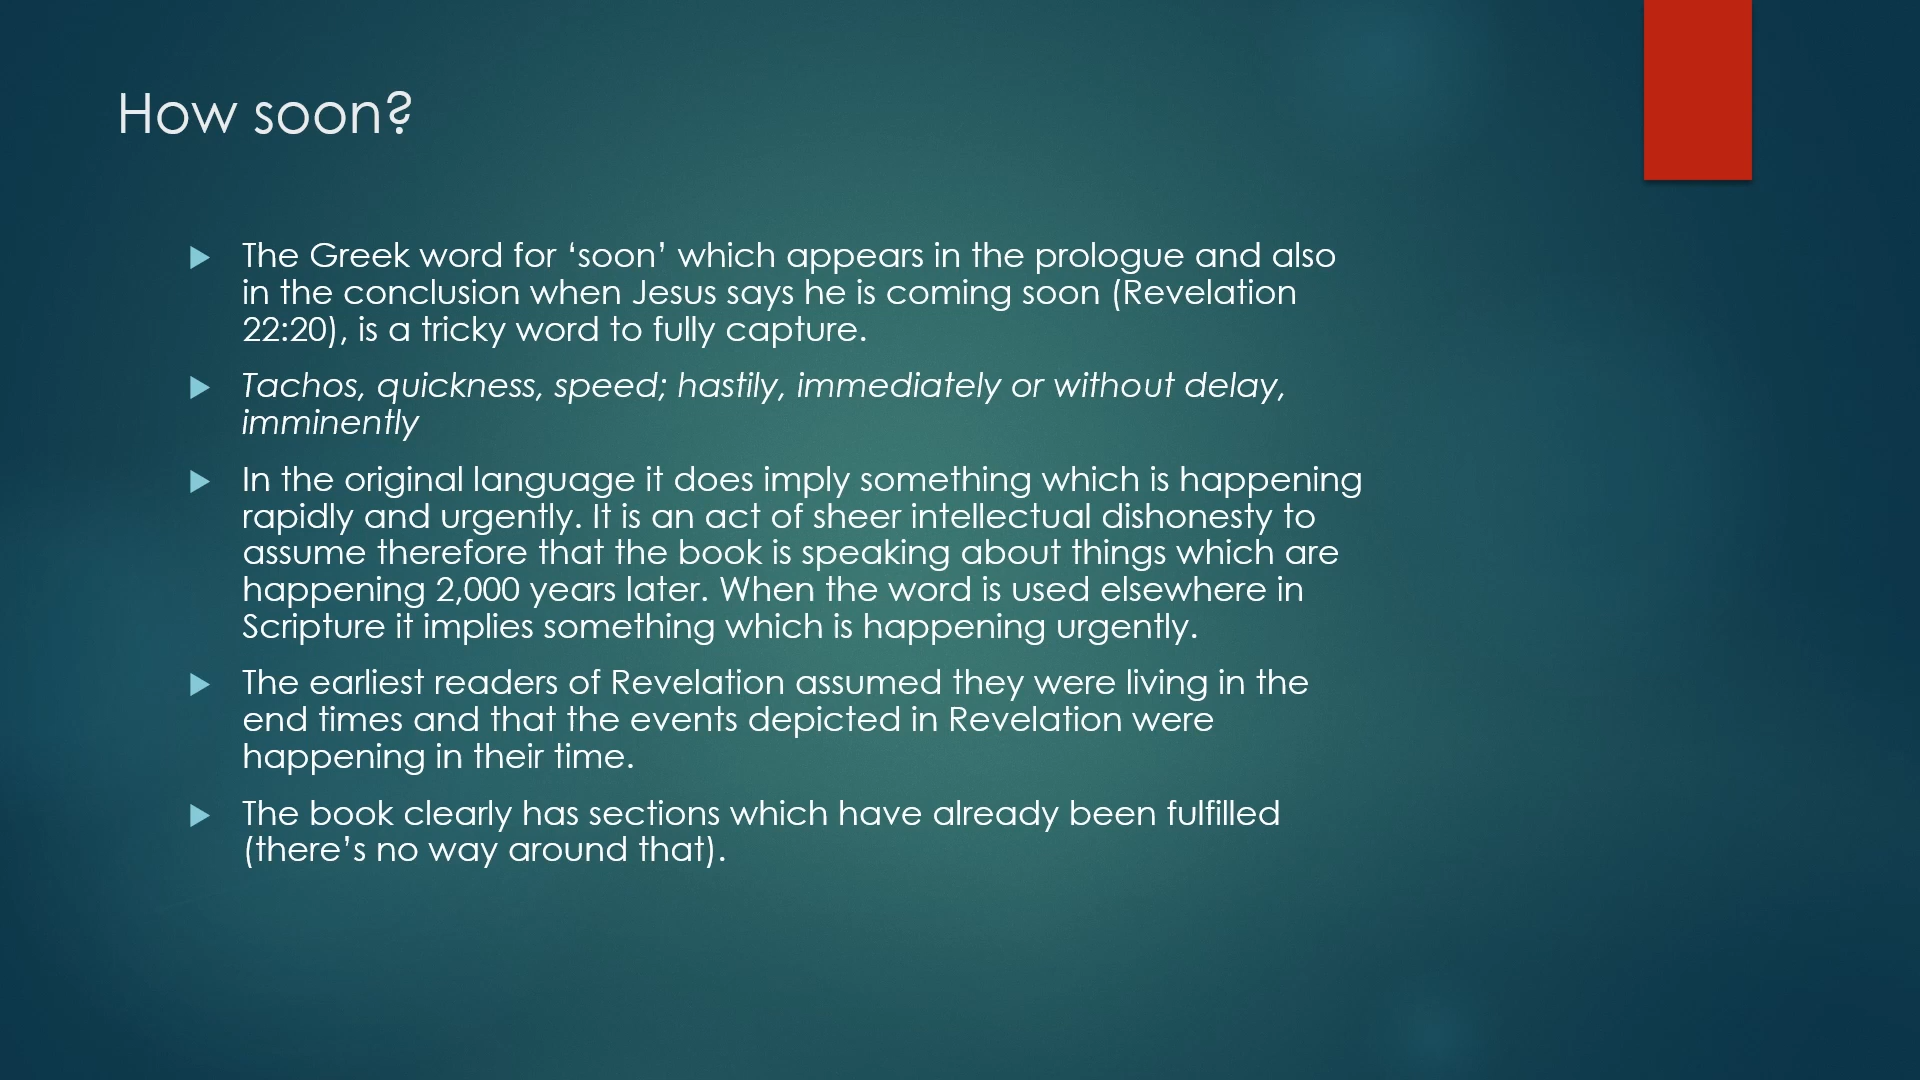 How soon?
The Greek word for ‘soon’ which appears in the prologue and also
in the conclusion when Jesus says he is coming soon (Revelation
22:20), is a tricky word to fully capture.
Tachos, quickness, speed; hastily, immediately or without delay,
imminently
In the original language it does imply something which is happening
rapidly and urgently. It is an act of sheer intellectual dishonesty to
assume therefore that the book is speaking about things which are
happening 2,000 years later. When the word is used elsewhere in
Scripture it implies something which is happening urgently.
The earliest readers of Revelation assumed they were living in the
end times and that the events depicted in Revelation were
happening in their time.
The book clearly has sections which have already been fulfilled
(there’s no way around that).